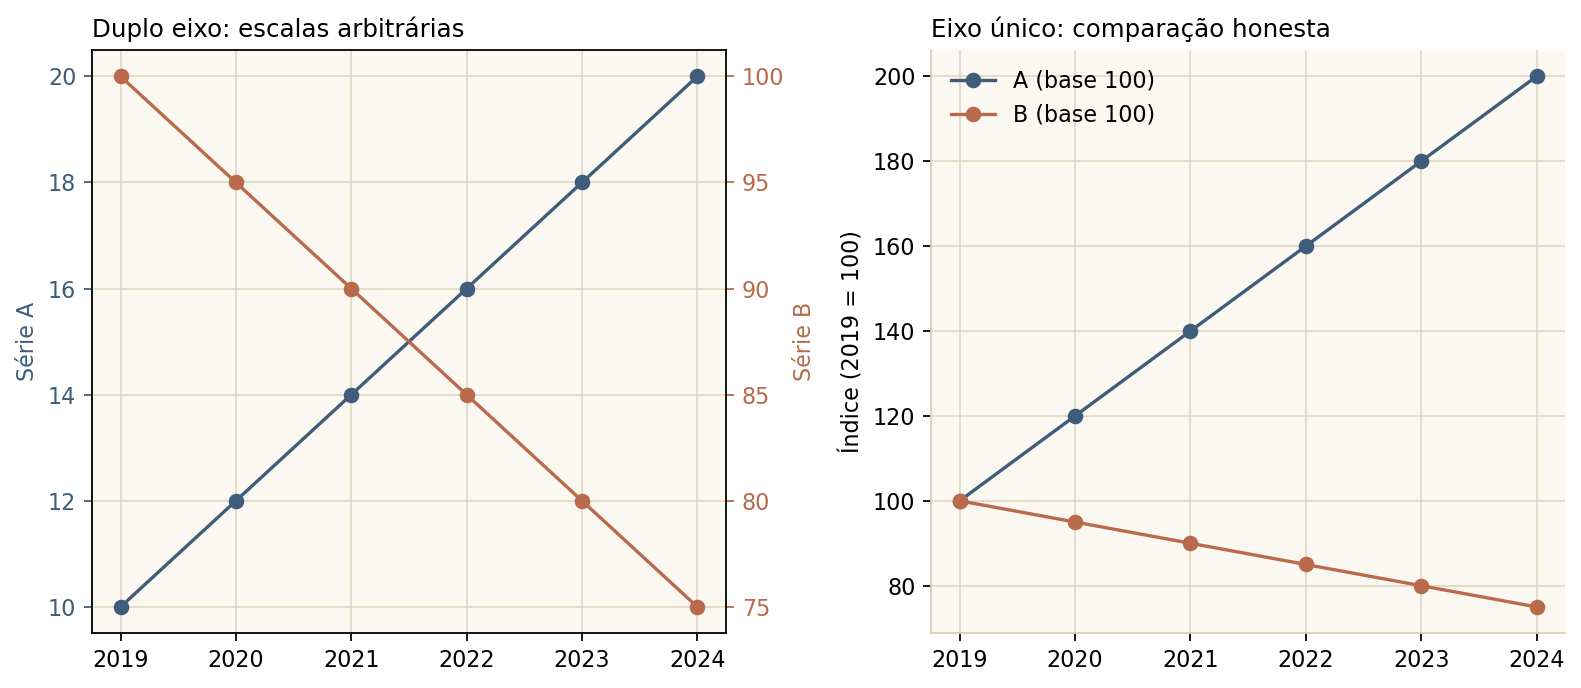 Duplo eixo: escalas arbitrárias
Série A
20
18
16
14
12
10
100
95
90
85
80
75
Série B
2019 2020 2021 2022 2023 2024
Eixo único: comparação honesta
A (base 100)
B (base 100)
Índice (2019 = 100)
200
180
160
140
120
100
80
2019 2020 2021 2022 2023 2024